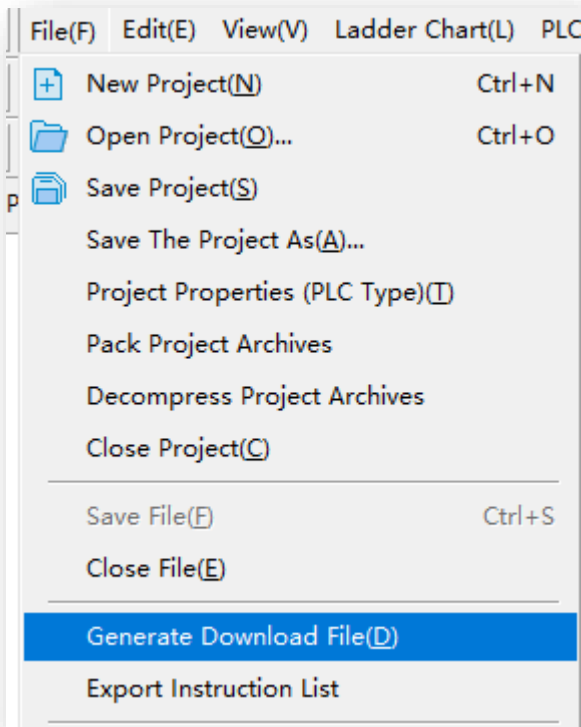 File(F) Edit(E) View(V) Ladder Chart(L) PLC
New Project(N) Ctrl+N
Open Project(O)... Ctrl+O
Save Project(S)
P
Save The Project As(A)...
Project Properties (PLC Type)(T)
Pack Project Archives
Decompress Project Archives
Close Project(C)
Save File(F) Ctrl+S
Close File(E)
Generate Download File(D)
Export Instruction List